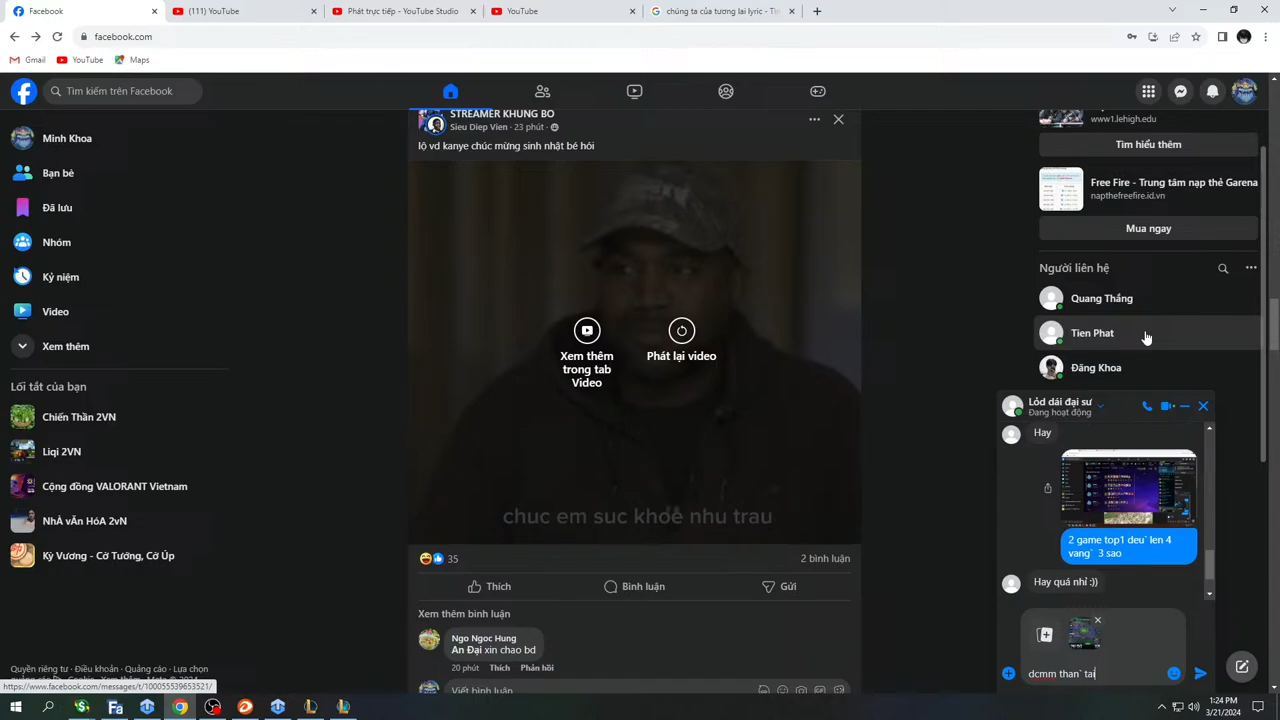 Facebook
(111) YouTube
Phát trực tiếp - YouTube Studio
YouTube
chúng ta của tương lai lyric - Tìm
facebook.com
Gmail
YouTube
Maps
Tìm kiếm trên Facebook
Minh Khoa
Bạn bè
Đã lưu
Nhóm
Kỷ niệm
Video
Xem thêm
Lối tắt của bạn
Chiến Thần 2VN
Liqi 2VN
Cộng đồng VALORANT Vietnam
NhÀ vĂn HóA 2vN
Kỳ Vương - Cờ Tướng, Cờ Úp
Quyền riêng tư · Điều khoản · Quảng cáo · Lựa chọn
https://www.facebook.com/messages/t/100055539653521/
STREAMER KHUNG BO
Sieu Diep Vien · 23 phút ·
lộ vd kanye chúc mừng sinh nhật bé hói
Xem thêm
trong tab
Video
Phát lại video
chuc em suc khoe nhu trau
35
2 bình luận
Thích
Bình luận
Gửi
Xem thêm bình luận
Ngo Ngoc Hung
An Đại xin chao bd
20 phút Thích Phản hồi
Viết bình luận
www1.lehigh.edu
Tìm hiểu thêm
Free Fire - Trung tâm nạp thẻ Garena
napthefreefire.id.vn
Mua ngay
Người liên hệ
Quang Thắng
Tien Phat
Đăng Khoa
Lỏd dái đại sư
Đang hoạt động
Hay
2 game top1 deu` len 4
vang` 3 sao
Hay quá nhỉ :))
dcmm than` tai
1:24 PM
3/21/2024